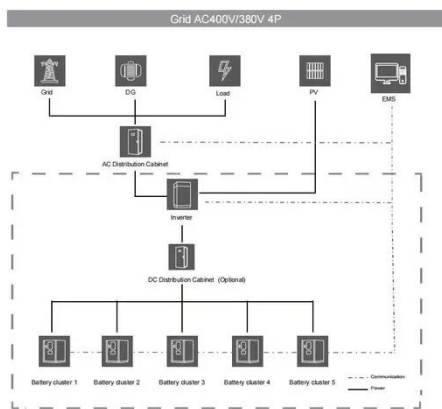 Grid AC400V/380V 4P
Grid
DG
Load
PV
EMS
AC Distribution Cabinet
Inverter
DC Distribution Cabinet (Optional)
Battery cluster 1
Battery cluster 2
Battery cluster 3
Battery cluster 4
Battery cluster 5
Communication
Power